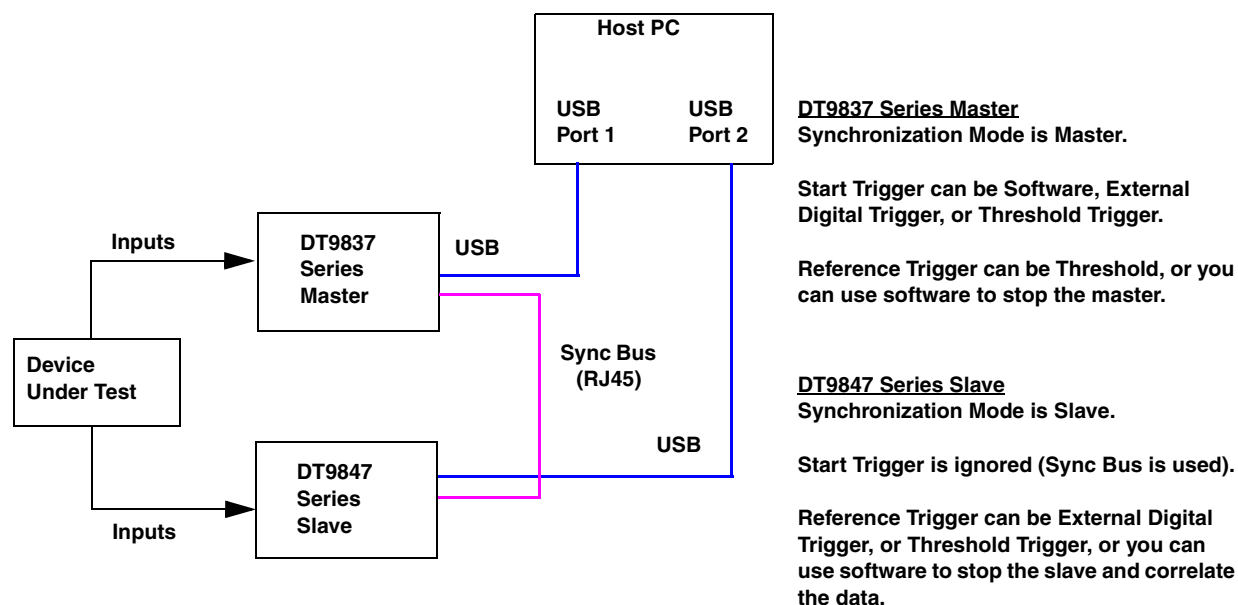 Host PC
USB
Port 1
USB
Port 2
DT9837
Series
Master
USB
Inputs
Device
Under Test
Sync Bus
(RJ45)
DT9847
Series
Slave
USB
Inputs
DT9837 Series Master
Synchronization Mode is Master.
Start Trigger can be Software, External
Digital Trigger, or Threshold Trigger.
Reference Trigger can be Threshold, or you
can use software to stop the master.
DT9847 Series Slave
Synchronization Mode is Slave.
Start Trigger is ignored (Sync Bus is used).
Reference Trigger can be External Digital
Trigger, or Threshold Trigger, or you can
use software to stop the slave and correlate
the data.